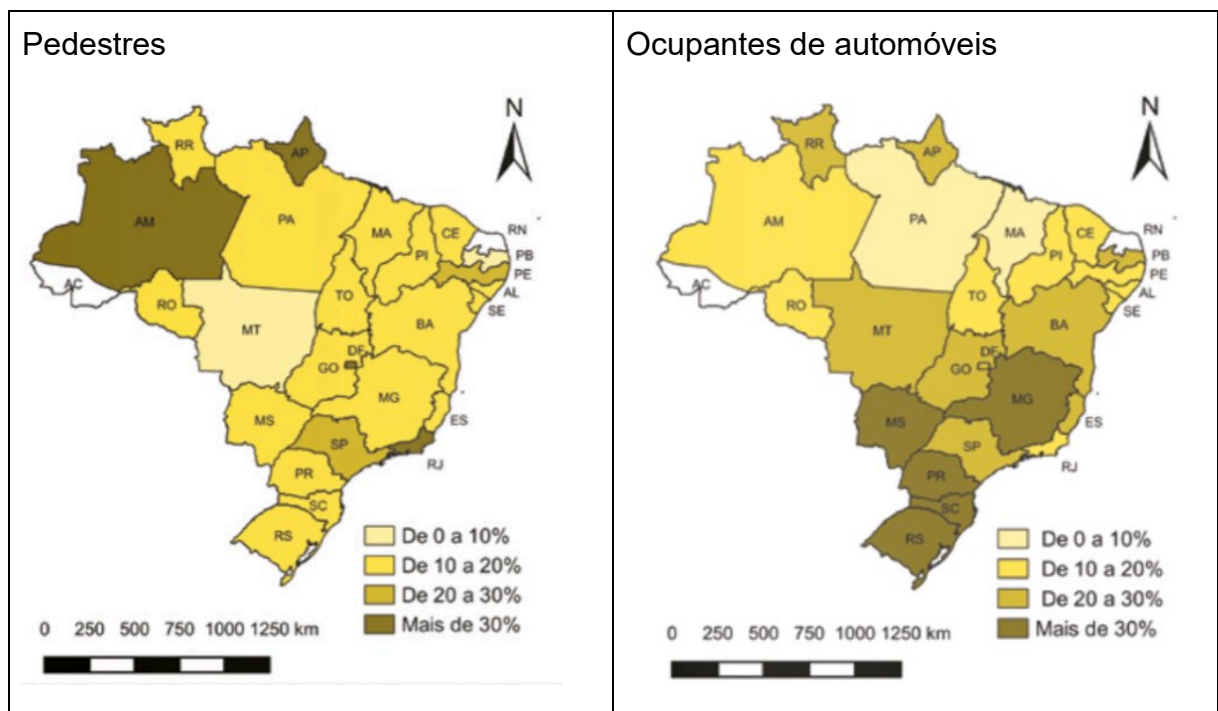 Pedestres
N
RR
AP
AM
PA
MA
CE
RN
PB
PE
PI
AC
RO
TO
BA
MT
DF
GO
MG
MS
ES
SP
RJ
PR
SC
RS
De 0 a 10%
De 10 a 20%
De 20 a 30%
Mais de 30%
0 250 500 750 1000 1250 km
AL
SE
Ocupantes de automóveis
N
RR
AP
AM
PA
MA
CE
RN
PB
PE
PI
AL
SE
AC
RO
TO
BA
MT
DF
GO
MG
MS
ES
SP
RJ
PR
SC
RS
De 0 a 10%
De 10 a 20%
De 20 a 30%
Mais de 30%
0 250 500 750 1000 1250 km